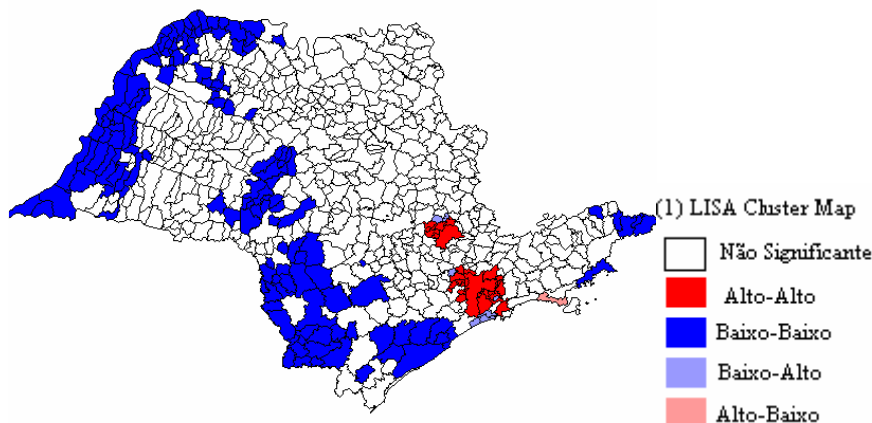 (1) LISA Cluster Map
Não Significante
Alto-Alto
Baixo-Baixo
Baixo-Alto
Alto-Baixo